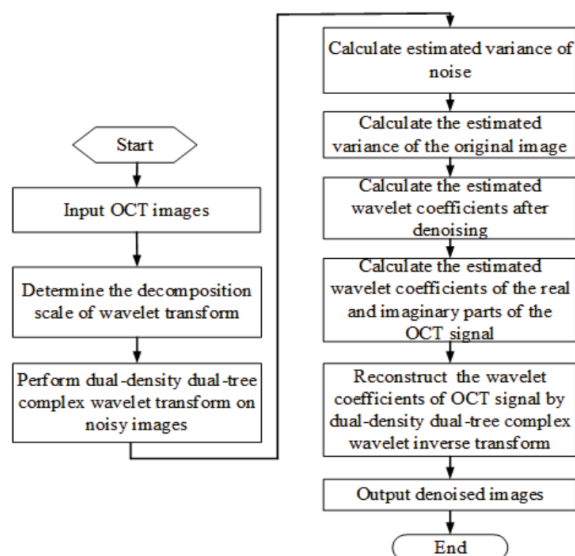 Start
Input OCT images
Determine the decomposition
scale of wavelet transform
Perform dual-density dual-tree
complex wavelet transform on
noisy images
Calculate estimated variance of
noise
Calculate the estimated
variance of the original image
Calculate the estimated
wavelet coefficients after
denoising
Calculate the estimated
wavelet coefficients of the real
and imaginary parts of the
OCT signal
Reconstruct the wavelet
coefficients of OCT signal by
dual-density dual-tree complex
wavelet inverse transform
Output denoised images
End